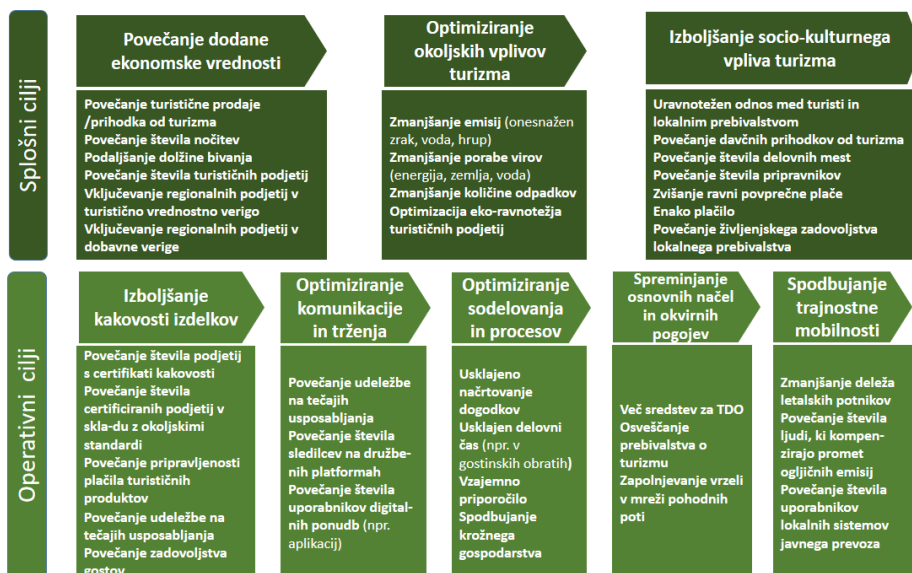 Splošni cilji
Povečanje dodane
ekonomske vrednosti
Povečanje turistične prodaje
/prihodka od turizma
Povečanje števila nočitev
Podaljšanje dolžine bivanja
Povečanje števila turističnih podjetij
Vključevanje regionalnih podjetij v
turistično vrednostno verigo
Vključevanje regionalnih podjetij v
dobavne verige
Optimiziranje
okoljskih vplivov
turizma
Zmanjšanje emisij (onesnažen
zrak, voda, hrup)
Zmanjšanje porabe virov
(energija, zemlja, voda)
Zmanjšanje količine odpadkov
Optimizacija eko-ravnotežja
turističnih podjetij
Izboljšanje socio-kulturnega
vpliva turizma
Uravnotežen odnos med turisti in
lokalnim prebivalstvom
Povečanje davčnih prihodkov od turizma
Povečanje števila delovnih mest
Povečanje števila pripravnikov
Zvišanje ravni povprečne plače
Enako plačilo
Povečanje življenjskega zadovoljstva
lokalnega prebivalstva
Operativni cilji
Izboljšanje
kakovosti izdelkov
Povečanje števila podjetij
s certifikati kakovosti
Povečanje števila
certificiranih podjetij v
skla-du z okoljskimi
standardi
Povečanje pripravljenosti
plačila turističnih
produktov
Povečanje udeležbe na
tečajih usposabljanja
Povečanje zadovoljstva
gostov
Optimiziranje
komunikacije
in trženja
Povečanje udeležbe
na tečajih
usposabljanja
Povečanje števila
sledilcev na družbe-
nih platformah
Povečanje števila
uporabnikov digital-
nih ponudb (npr.
aplikacij)
Optimiziranje
sodelovanja
in procesov
Usklajeno
načrtovanje
dogodkov
Usklajen delovni
čas (npr. v
gostinskih obratih)
Vzajemno
priporočilo
Spodbujanje
krožnega
gospodarstva
Spreminjanje
osnovnih načel
in okvirnih
pogojev
Več sredstev za TDO
Osveščanje
prebivalstva o
turizmu
Zapolnjevanje vrzeli
v mreži pohodnih
poti
Spodbujanje
trajnostne
mobilnosti
Zmanjšanje deleža
letalskih potnikov
Povečanje števila
ljudi, ki kompen-
zirajo promet
ogljičnih emisij
Povečanje števila
uporabnikov
lokalnih sistemov
javnega prevoza